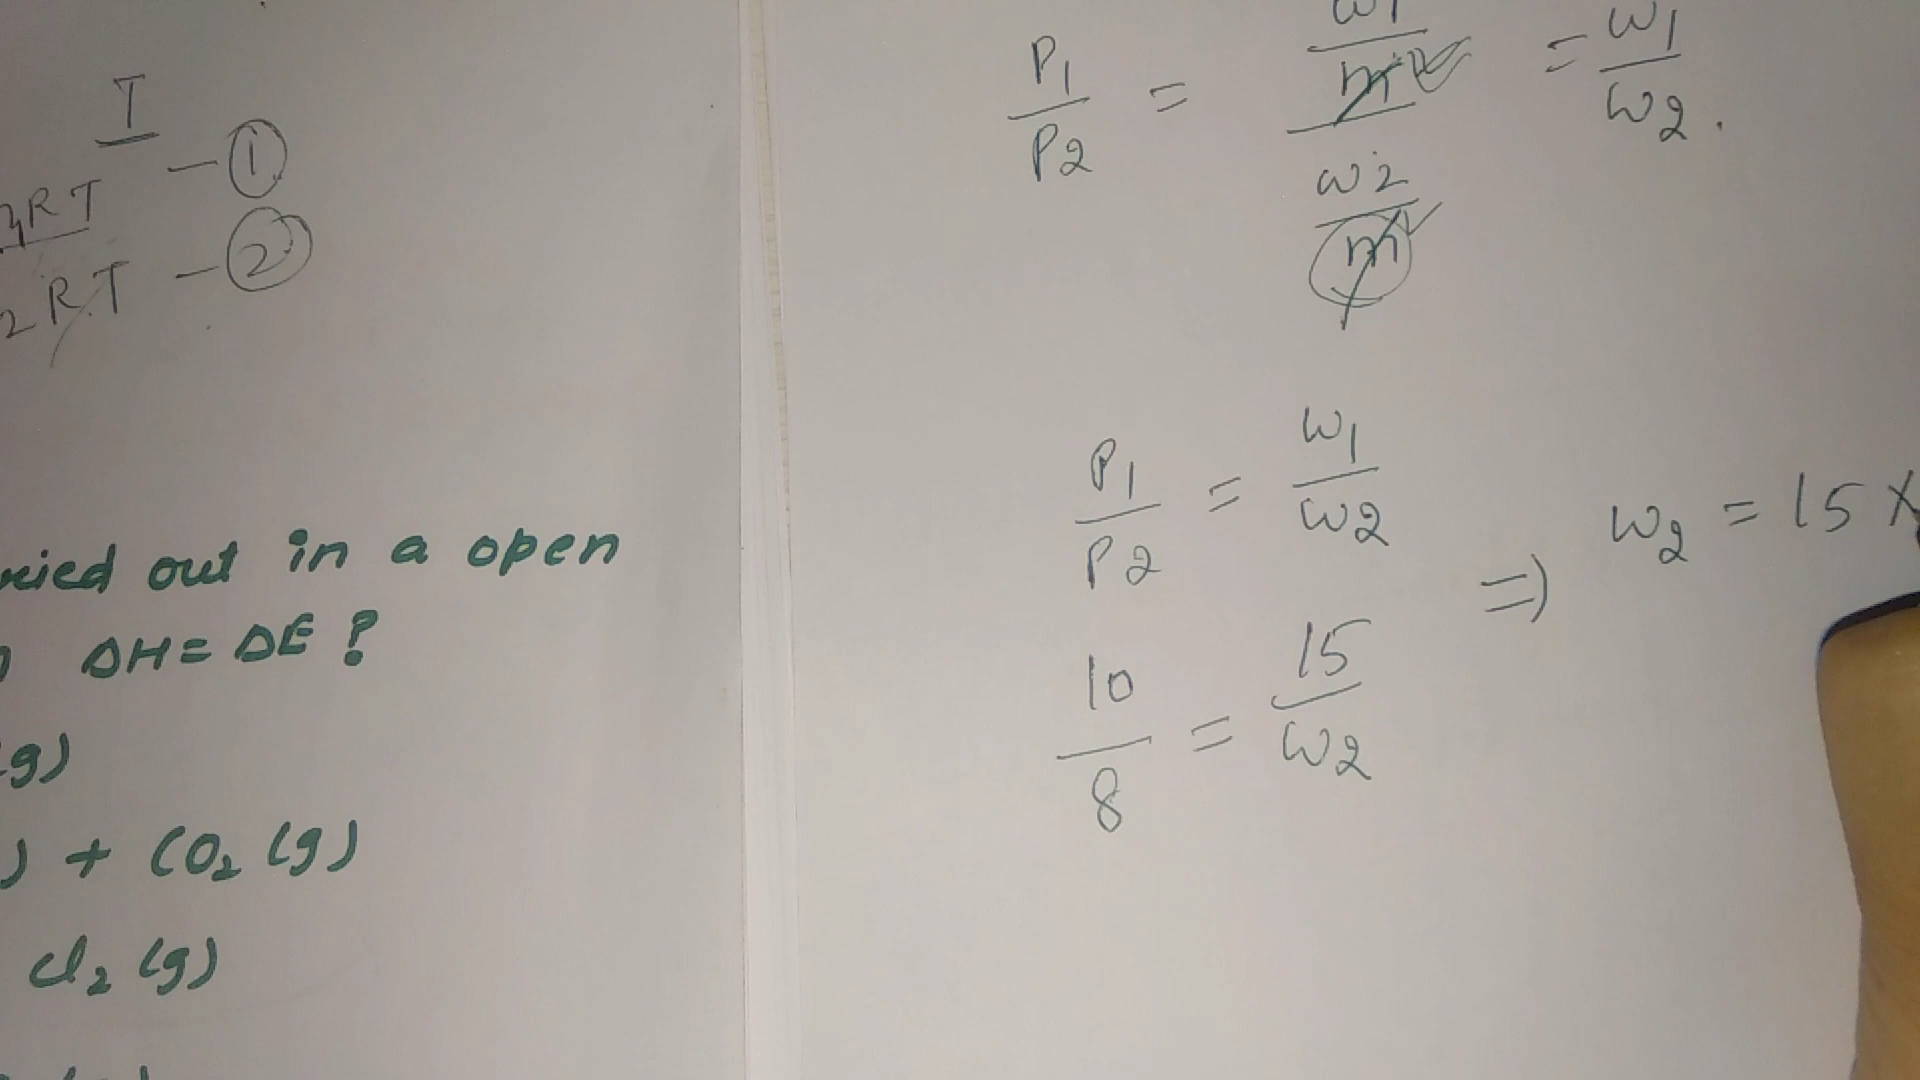 T
RT - ①
2RT - ②
out in a open
ΔH = ΔE ?
(g)
) + CO₂ (g)
Cl₂ (g)
P1/P2 = (w1/m)/(w2/m) = w1/w2 .
P1/P2 = w1/w2
10/8 = 15/w2 ⇒ w2 = 15 ×